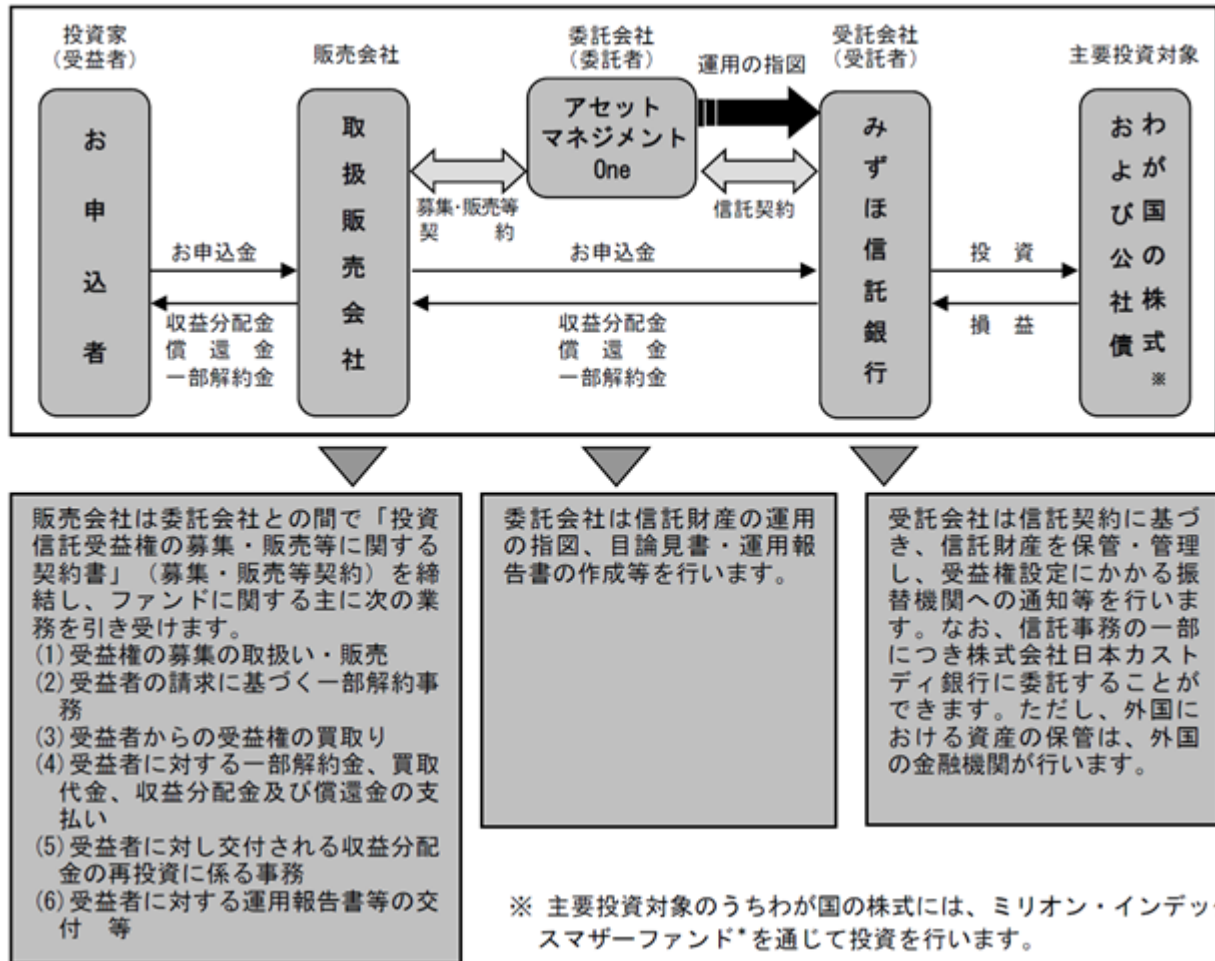 投資家
（受益者）
販売会社
委託会社
（委託者）
運用の指図
受託会社
（受託者）
主要投資対象
お申込者
取扱販売会社
アセット
マネジメント
One
みずほ信託銀行
わが国の株式※
および公社債
募集・販売等
契　　　約
信託契約
お申込金
お申込金
投　資
収益分配金
償　還　金
一部解約金
収益分配金
償　還　金
一部解約金
損　益
販売会社は委託会社との間で「投資
信託受益権の募集・販売等に関する
契約書」（募集・販売等契約）を締
結し、ファンドに関する主に次の業
務を引き受けます。
(1)受益権の募集の取扱い・販売
(2)受益者の請求に基づく一部解約事
務
(3)受益者からの受益権の買取り
(4)受益者に対する一部解約金、買取
代金、収益分配金及び償還金の支
払い
(5)受益者に対し交付される収益分配
金の再投資に係る事務
(6)受益者に対する運用報告書等の交
付　等
委託会社は信託財産の運用
の指図、目論見書・運用報
告書の作成等を行います。
受託会社は信託契約に基づ
き、信託財産を保管・管理
し、受益権設定にかかる振
替機関への通知等を行いま
す。なお、信託事務の一部
につき株式会社日本カスト
ディ銀行に委託することが
できます。ただし、外国に
おける資産の保管は、外国
の金融機関が行います。
※ 主要投資対象のうちわが国の株式には、ミリオン・インデック
スマザーファンド*を通じて投資を行います。